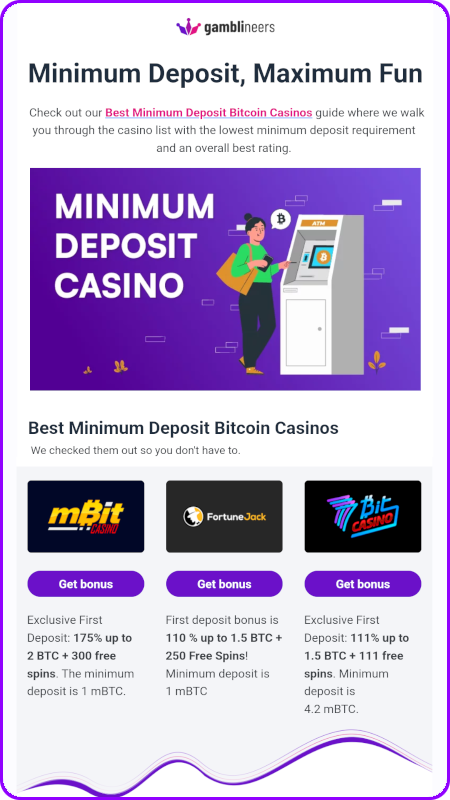 gamblineers
Minimum Deposit, Maximum Fun
Check out our Best Minimum Deposit Bitcoin Casinos guide where we walk
you through the casino list with the lowest minimum deposit requirement
and an overall best rating.
MINIMUM
DEPOSIT
CASINO
ATM
Best Minimum Deposit Bitcoin Casinos
We checked them out so you don't have to.
mBit
CASINO
Get bonus
Exclusive First
Deposit: 175% up to
2 BTC + 300 free
spins. The minimum
deposit is 1 mBTC.
FortuneJack
Get bonus
First deposit bonus is
110 % up to 1.5 BTC +
250 Free Spins!
Minimum deposit is
1 mBTC
7Bit
CASINO
Get bonus
Exclusive First
Deposit: 111% up to
1.5 BTC + 111 free
spins. Minimum
deposit is
4.2 mBTC.